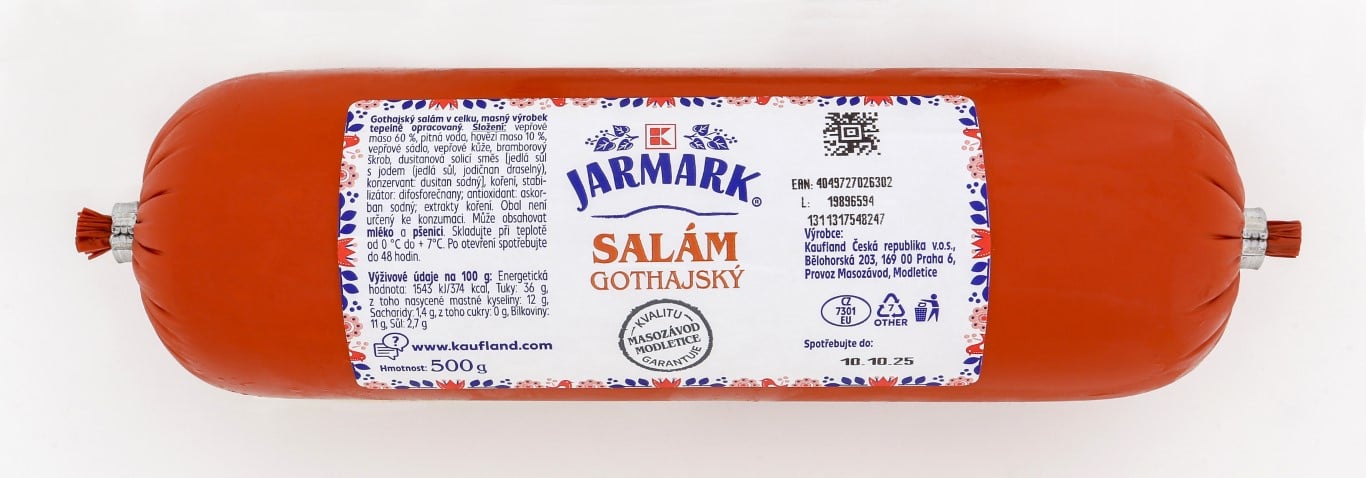 Gothajský salám v celku, masný výrobek
tepelně opracovaný. Složení: vepřové
maso 60 %, pitná voda, hovězí maso 10 %,
vepřové sádlo, vepřové kůže, bramborový
škrob, dusitanová solicí směs [jedlá sůl
s jodem (jedlá sůl, jodičnan draselný),
konzervant: dusitan sodný], koření, stabi-
lizátor: difosforečnany; antioxidant: askor-
ban sodný; extrakty koření. Obal není
určený ke konzumaci. Může obsahovat
mléko a pšenici. Skladujte při teplotě
od 0 °C do + 7°C. Po otevření spotřebujte
do 48 hodin.
Výživové údaje na 100 g: Energetická
hodnota: 1543 kJ/374 kcal, Tuky: 36 g,
z toho nasycené mastné kyseliny: 12 g,
Sacharidy: 1,4 g, z toho cukry: 0 g, Bílkoviny:
11 g, Sůl: 2,7 g
www.kaufland.com
Hmotnost: 500 g
K
JARMARK®
SALÁM
GOTHAJSKÝ
KVALITU
MASOZÁVOD
MODLETICE
GARANTUJE
EAN: 4049727026302
L: 19896594
1311317548247
Výrobce:
Kaufland Česká republika v.o.s.,
Bělohorská 203, 169 00 Praha 6,
Provoz Masozávod, Modletice
CZ
7301
EU
7
OTHER
Spotřebujte do:
10.10.25